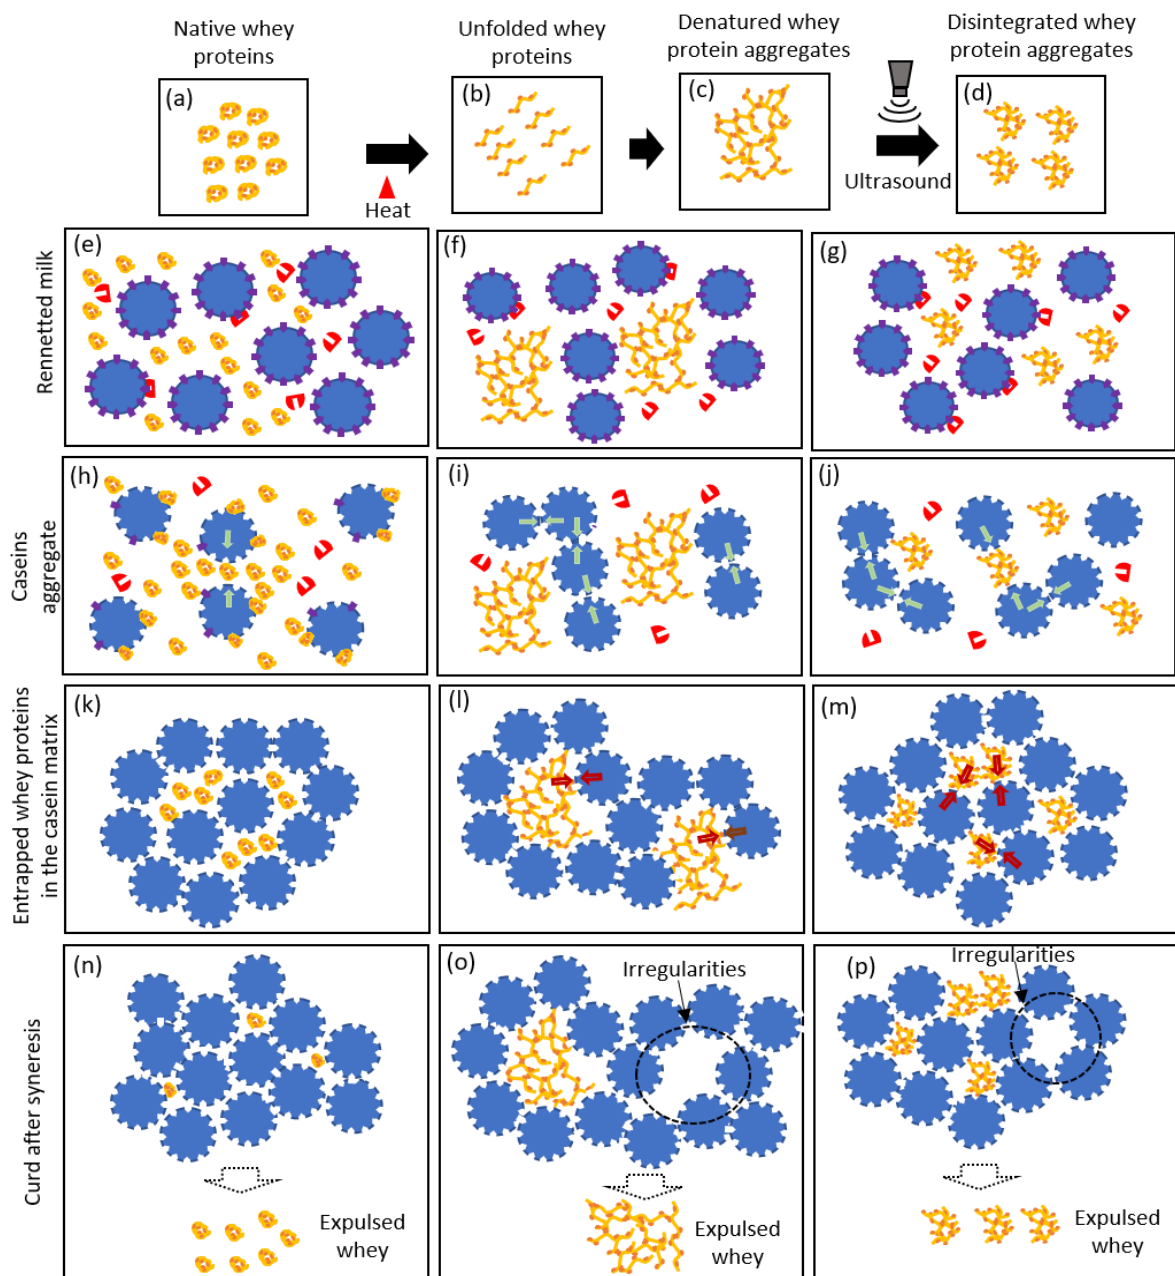 Native whey
proteins
Unfolded whey
proteins
Denatured whey
protein aggregates
Disintegrated whey
protein aggregates
(a)
(b)
(c)
(d)
Heat
Ultrasound
Rennetted milk
(e)
(f)
(g)
Caseins
aggregate
(h)
(i)
(j)
Entrapped whey proteins
in the casein matrix
(k)
(l)
(m)
Curd after syneresis
(n)
(o)
Irregularities
(p)
Irregularities
Expulsed
whey
Expulsed
whey
Expulsed
whey